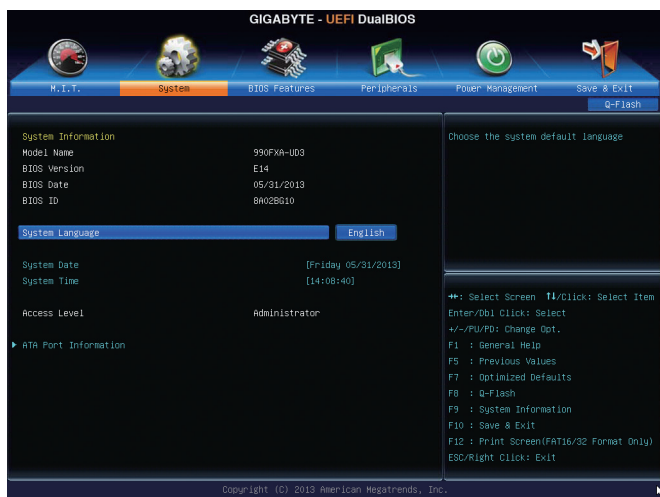 GIGABYTE - UEFI DualBIOS
M.I.T. System BIOS Features Peripherals Power Management Save & Exit
Q-Flash
System Information
Model Name 990FXA-UD3
BIOS Version E14
BIOS Date 05/31/2013
BIOS ID 8A02BG10
System Language English
System Date [Friday 05/31/2013]
System Time [14:08:40]
Access Level Administrator
ATA Port Information
Choose the system default language
→←: Select Screen ↑↓/Click: Select Item
Enter/Dbl Click: Select
+/-/PU/PD: Change Opt.
F1 : General Help
F5 : Previous Values
F7 : Optimized Defaults
F8 : Q-Flash
F9 : System Information
F10 : Save & Exit
F12 : Print Screen(FAT16/32 Format Only)
ESC/Right Click: Exit
Copyright (C) 2013 American Megatrends, Inc.